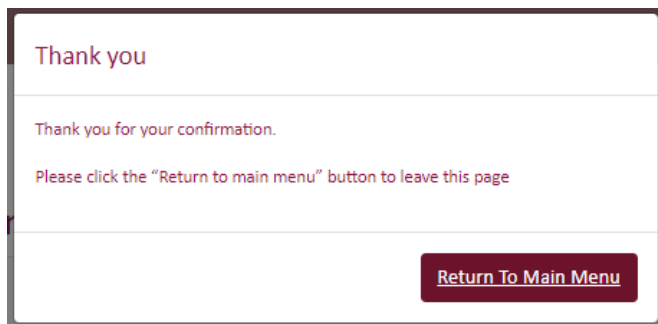 Thank you
Thank you for your confirmation.
Please click the “Return to main menu” button to leave this page
Return To Main Menu